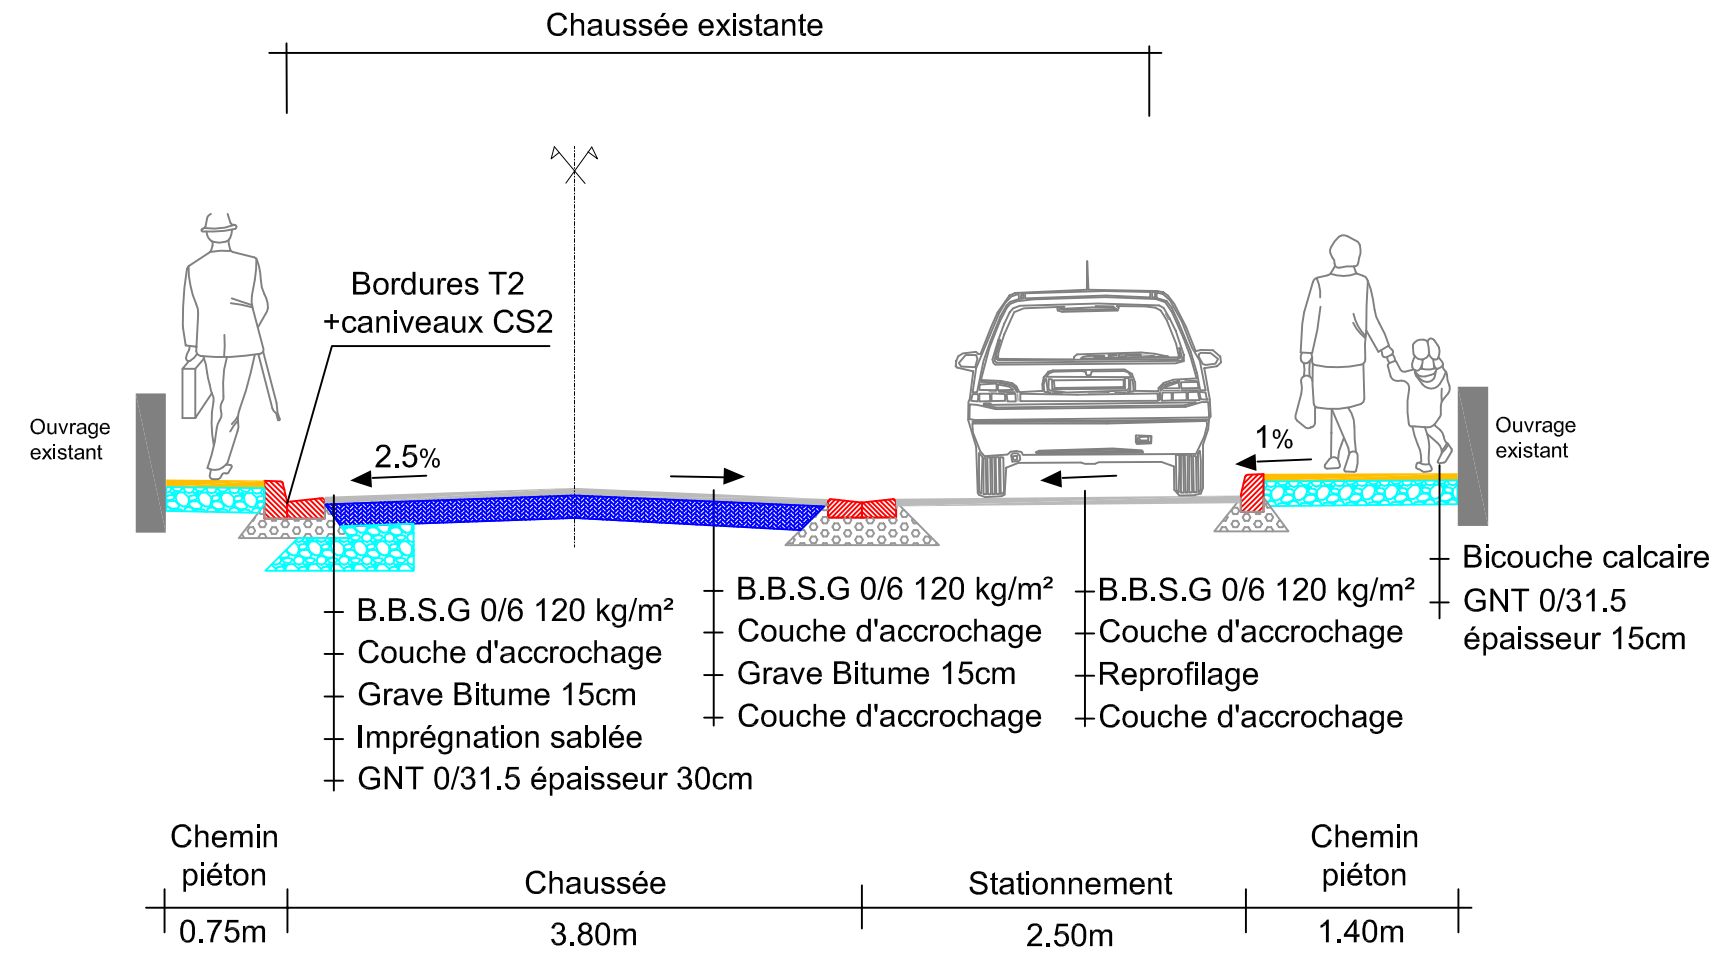 Chaussée existante
Bordures T2
+caniveaux CS2
Ouvrage
existant
2.5%
1%
Ouvrage
existant
B.B.S.G 0/6 120 kg/m²
Couche d'accrochage
Grave Bitume 15cm
Imprégnation sablée
GNT 0/31.5 épaisseur 30cm
B.B.S.G 0/6 120 kg/m²
Couche d'accrochage
Grave Bitume 15cm
Couche d'accrochage
B.B.S.G 0/6 120 kg/m²
Couche d'accrochage
Reprofilage
Couche d'accrochage
Bicouche calcaire
GNT 0/31.5
épaisseur 15cm
Chemin
piéton
Chaussée
Stationnement
Chemin
piéton
0.75m
3.80m
2.50m
1.40m